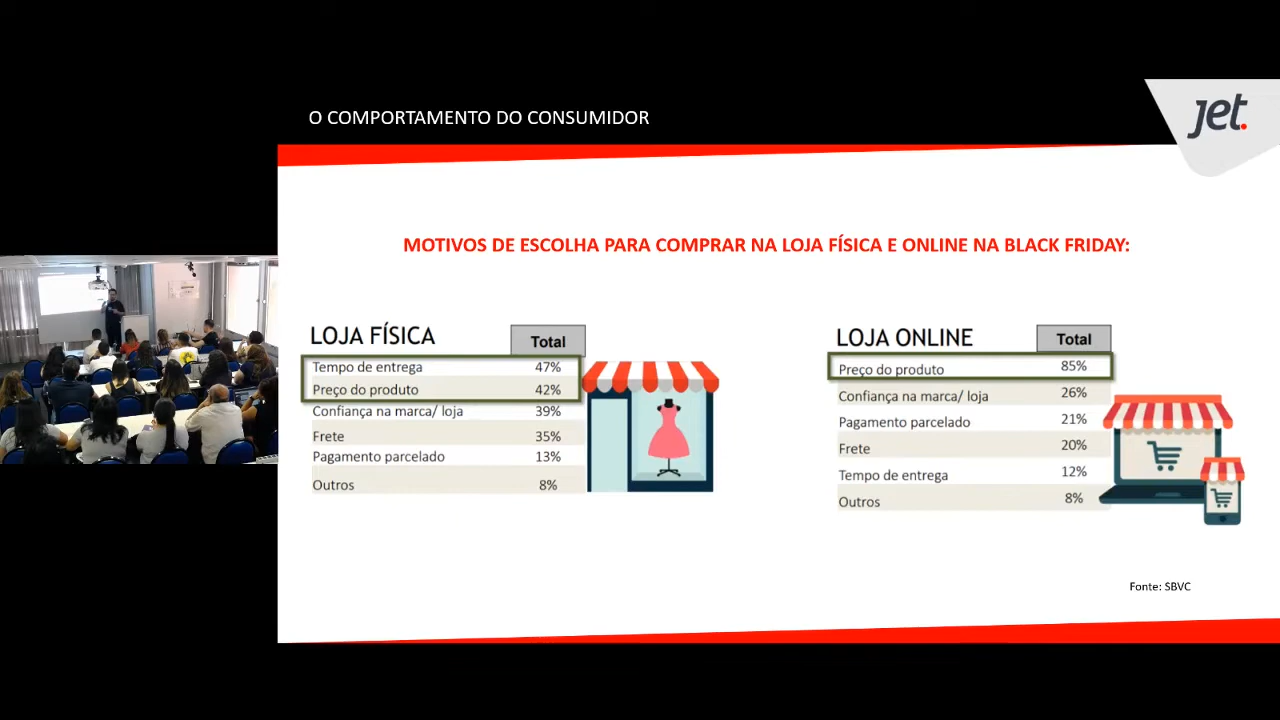 O COMPORTAMENTO DO CONSUMIDOR
jet.
MOTIVOS DE ESCOLHA PARA COMPRAR NA LOJA FÍSICA E ONLINE NA BLACK FRIDAY:
LOJA FÍSICA Total
Tempo de entrega 47%
Preço do produto 42%
Confiança na marca/ loja 39%
Frete 35%
Pagamento parcelado 13%
Outros 8%
LOJA ONLINE Total
Preço do produto 85%
Confiança na marca/ loja 26%
Pagamento parcelado 21%
Frete 20%
Tempo de entrega 12%
Outros 8%
Fonte: SBVC